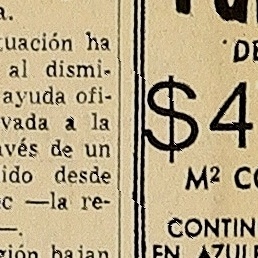 a.
tuación ha
al dismi-
ayuda ofi-
vada a la
avés de un
ido desde
c —la re-
—.
gión bajan
DE
$4
M² CO
CONTIN
EN AZULE